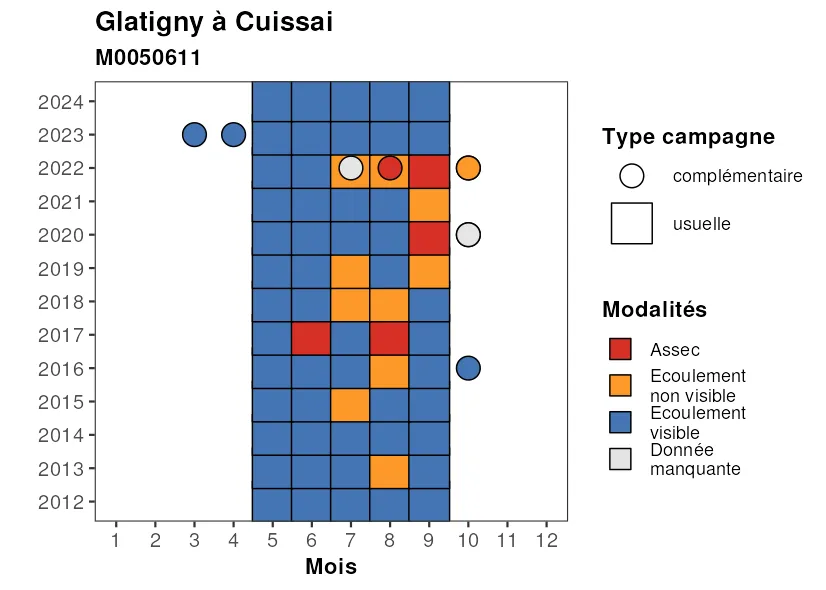 Glatigny à Cuissai
M0050611
2024
2023
2022
2021
2020
2019
2018
2017
2016
2015
2014
2013
2012
1 2 3 4 5 6 7 8 9 10 11 12
Mois
Type campagne
complémentaire
usuelle
Modalités
Assec
Ecoulement
non visible
Ecoulement
visible
Donnée
manquante